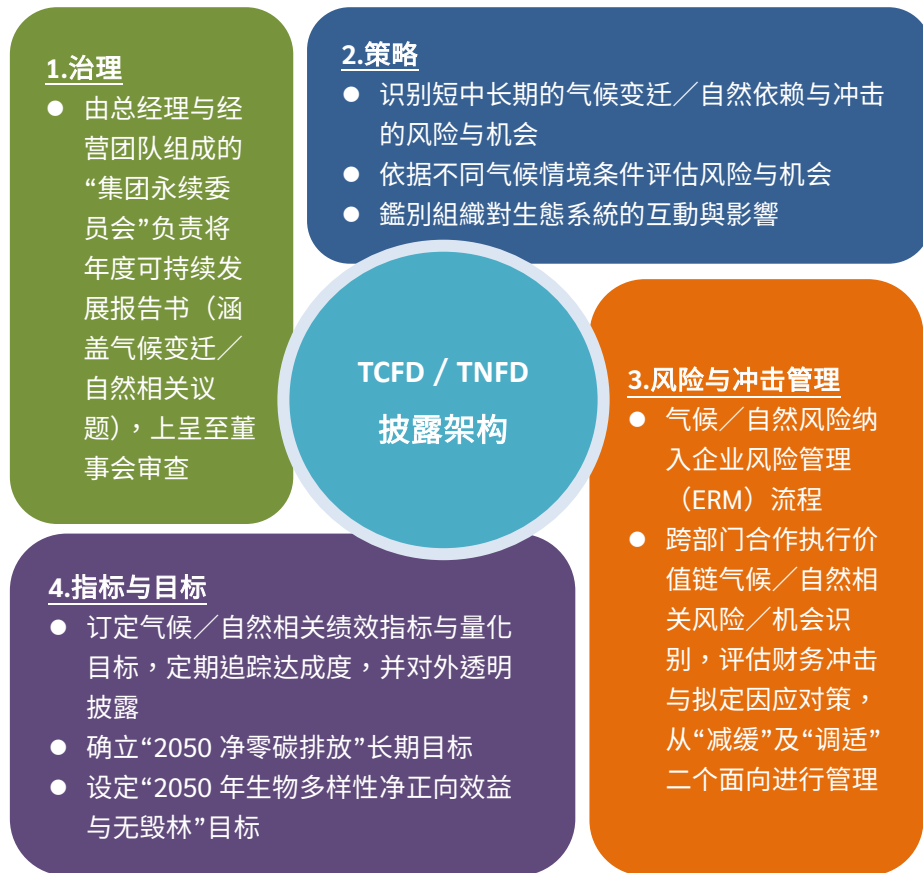 1.治理
● 由总经理与经
营团队组成的
“集团永续委
员会”负责将
年度可持续发
展报告书（涵
盖气候变迁／
自然相关议
题），上呈至董
事会审查
2.策略
● 识别短中长期的气候变迁／自然依赖与冲击
的风险与机会
● 依据不同气候情境条件评估风险与机会
● 鑑別組織對生態系統的互動與影響
TCFD / TNFD
披露架构
3.风险与冲击管理
● 气候／自然风险纳
入企业风险管理
（ERM）流程
● 跨部门合作执行价
值链气候／自然相
关风险／机会识
别，评估财务冲击
与拟定因应对策，
从“减缓”及“调适”
二个面向进行管理
4.指标与目标
● 订定气候／自然相关绩效指标与量化
目标，定期追踪达成度，并对外透明
披露
● 确立“2050 净零碳排放”长期目标
● 设定“2050 年生物多样性净正向效益
与无毁林”目标